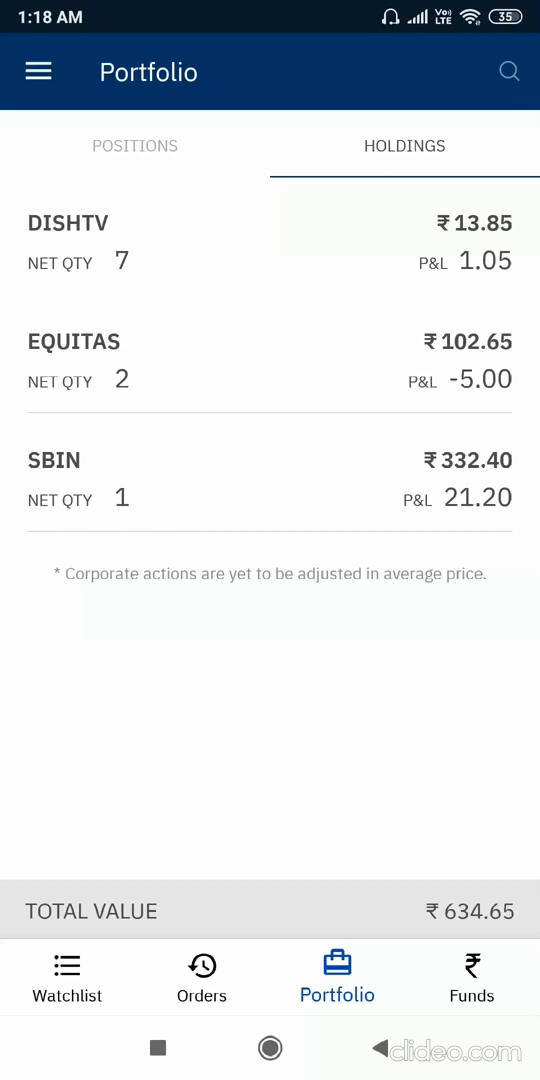 1:18 AM
Vo) LTE
35
Portfolio
POSITIONS HOLDINGS
DISHTV ₹ 13.85
NET QTY 7 P&L 1.05
EQUITAS ₹ 102.65
NET QTY 2 P&L -5.00
SBIN ₹ 332.40
NET QTY 1 P&L 21.20
* Corporate actions are yet to be adjusted in average price.
TOTAL VALUE ₹ 634.65
Watchlist Orders Portfolio Funds
clideo.com